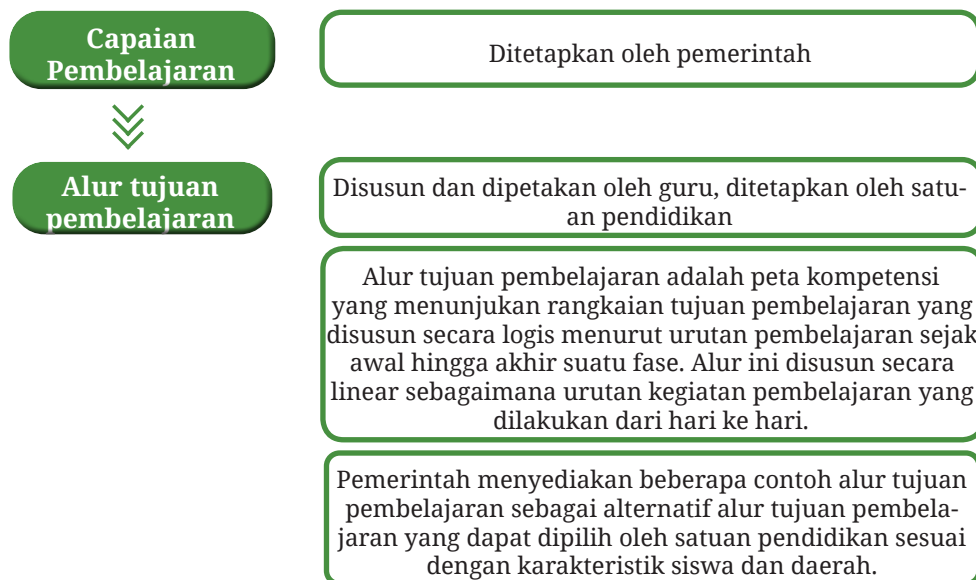 Capaian
Pembelajaran
Ditetapkan oleh pemerintah
Alur tujuan
pembelajaran
Disusun dan dipetakan oleh guru, ditetapkan oleh satu-
an pendidikan
Alur tujuan pembelajaran adalah peta kompetensi
yang menunjukan rangkaian tujuan pembelajaran yang
disusun secara logis menurut urutan pembelajaran sejak
awal hingga akhir suatu fase. Alur ini disusun secara
linear sebagaimana urutan kegiatan pembelajaran yang
dilakukan dari hari ke hari.
Pemerintah menyediakan beberapa contoh alur tujuan
pembelajaran sebagai alternatif alur tujuan pembela-
jaran yang dapat dipilih oleh satuan pendidikan sesuai
dengan karakteristik siswa dan daerah.